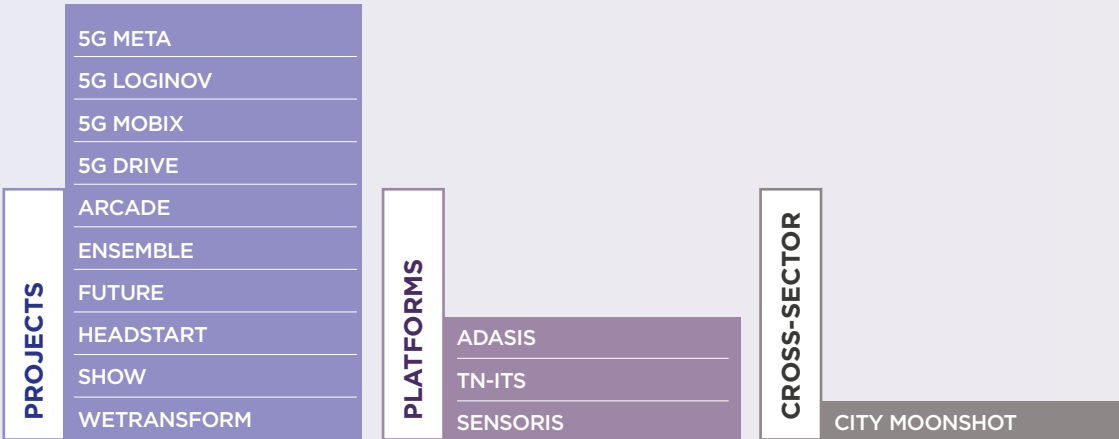 PROJECTS
5G META
5G LOGINOV
5G MOBIX
5G DRIVE
ARCADE
ENSEMBLE
FUTURE
HEADSTART
SHOW
WETRANSFORM
PLATFORMS
ADASIS
TN-ITS
SENSORIS
CROSS-SECTOR
CITY MOONSHOT